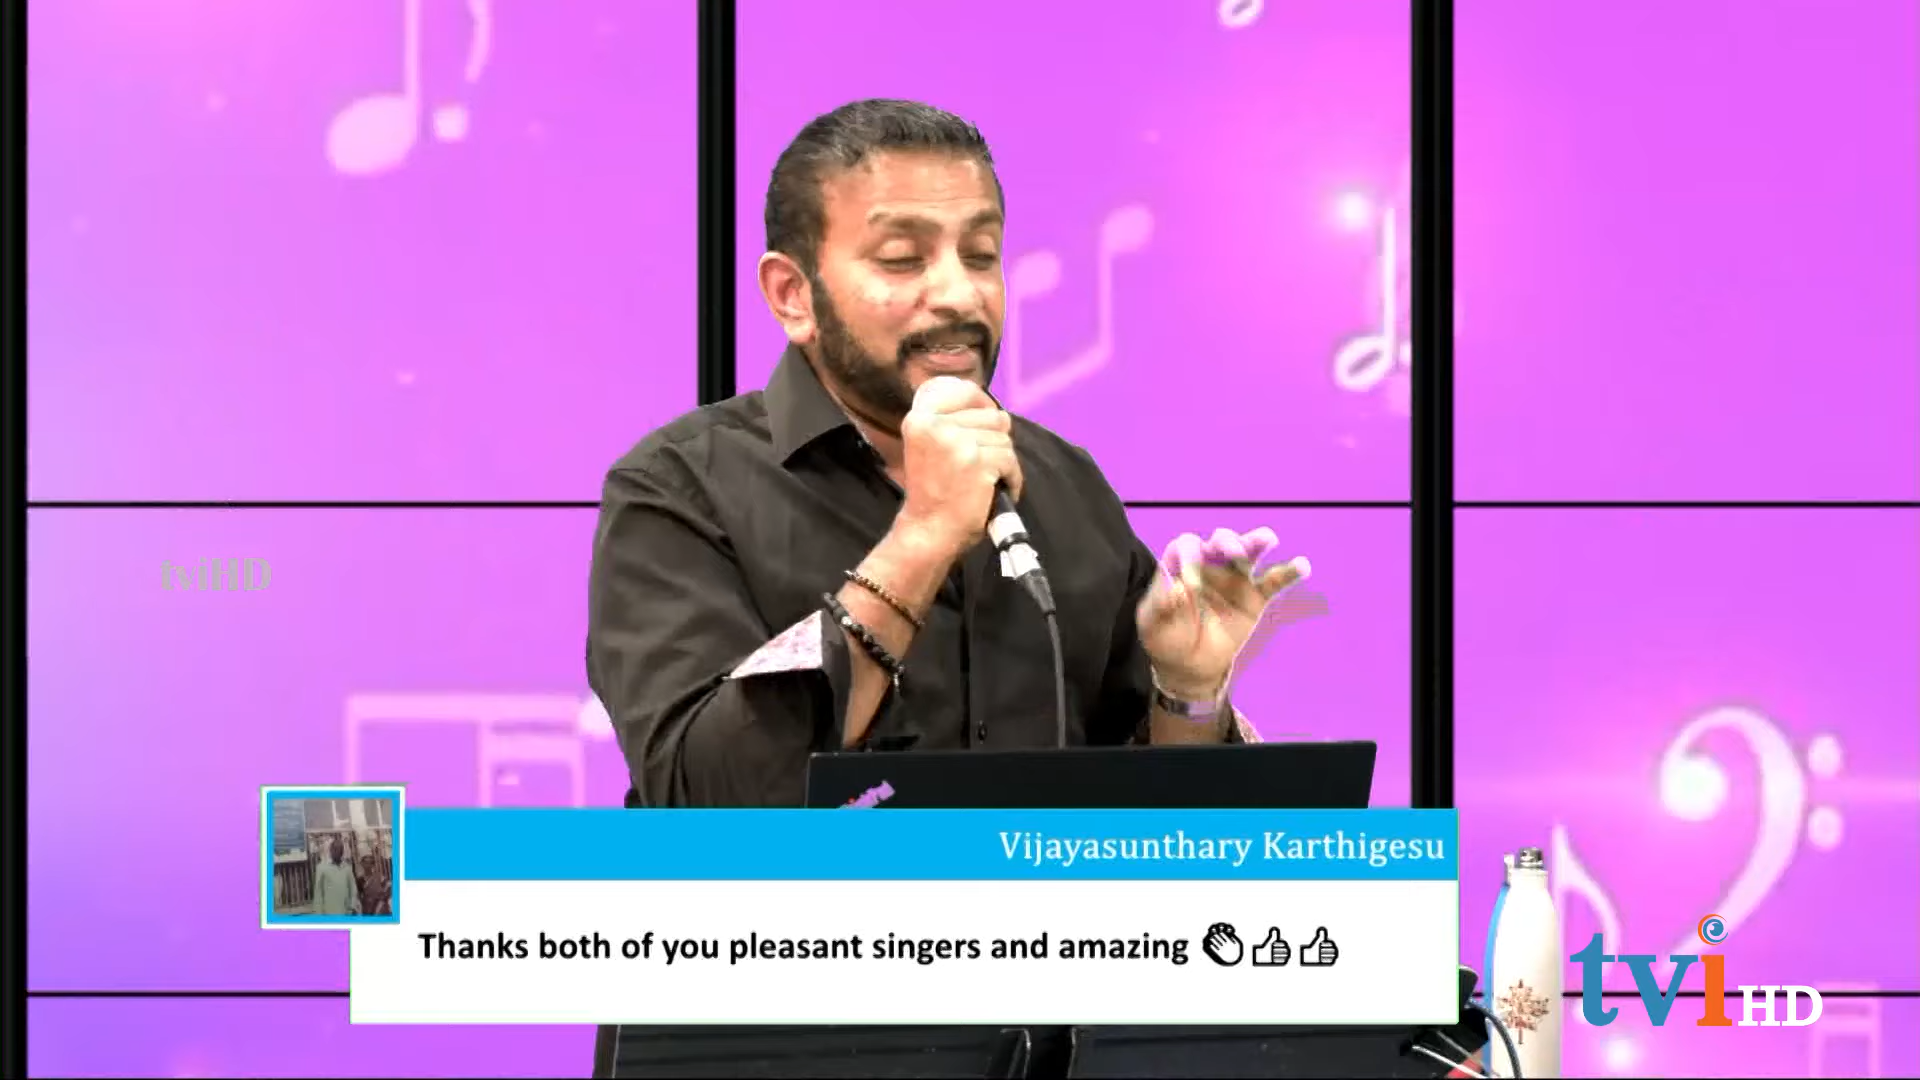 tviHD
Vijayasunthary Karthigesu
Thanks both of you pleasant singers and amazing 👏👍👍
tvi HD